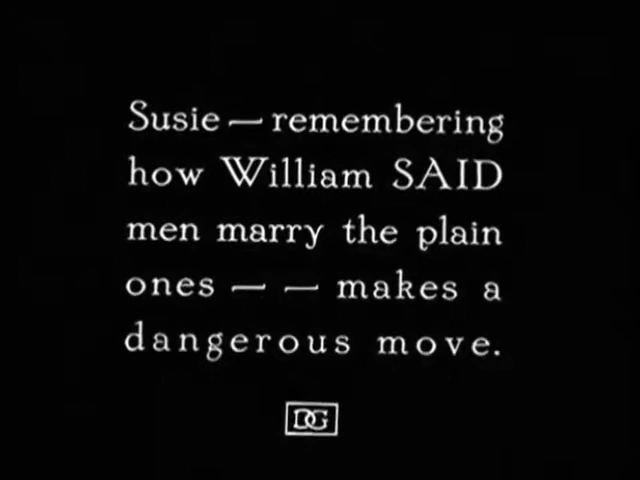 Susie — remembering
how William SAID
men marry the plain
ones — — makes a
dangerous move.
DG